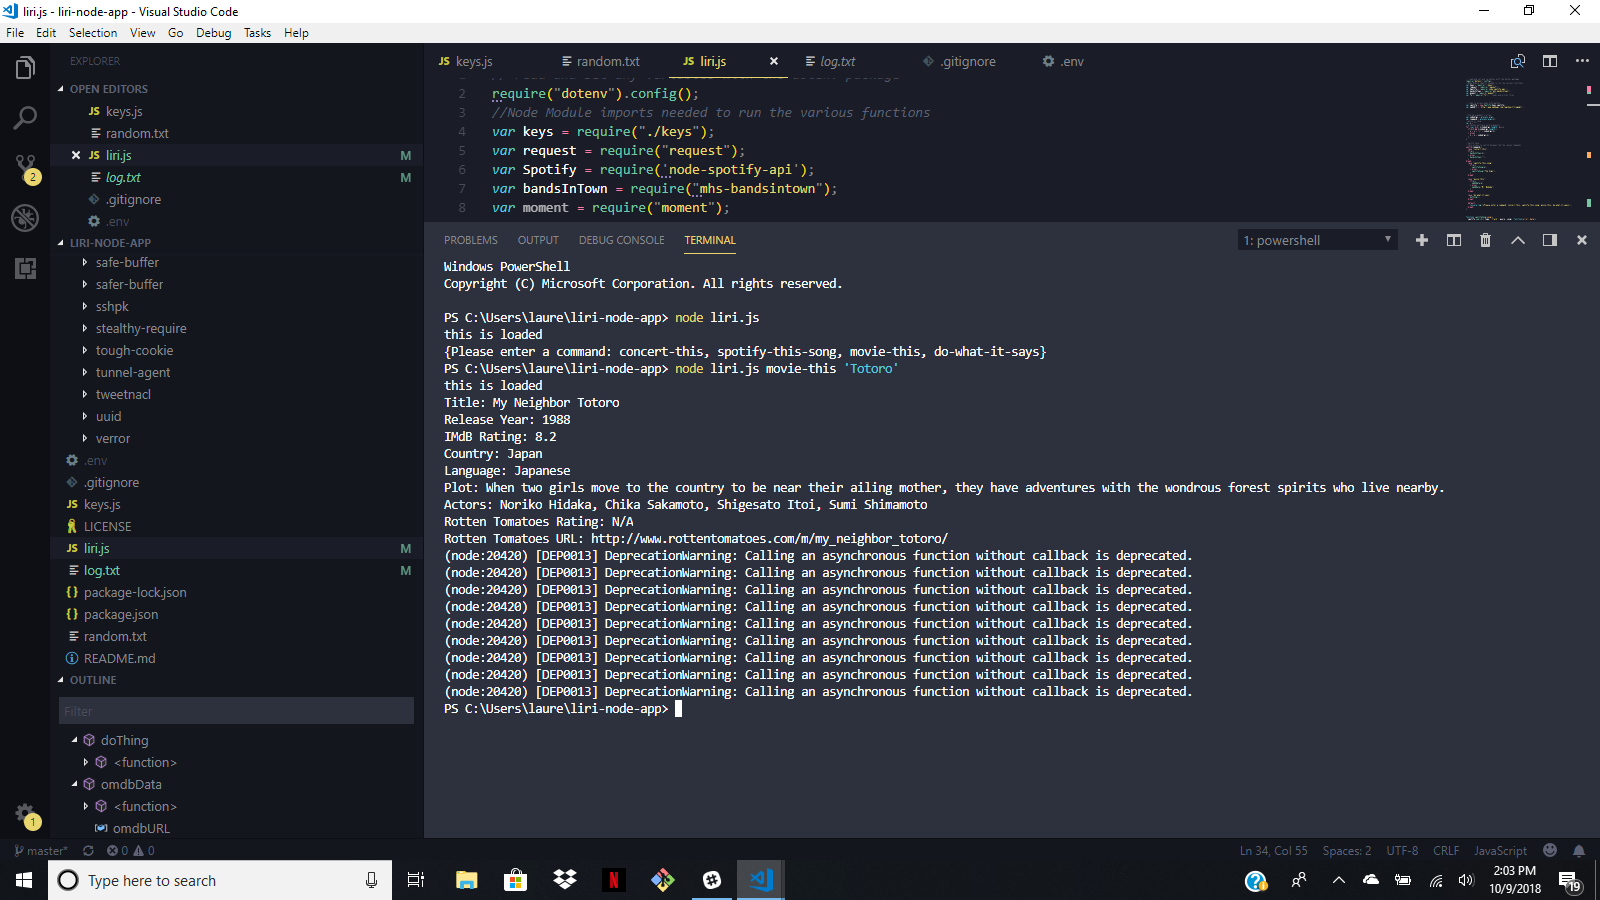 liri.js - liri-node-app - Visual Studio Code
File Edit Selection View Go Debug Tasks Help
EXPLORER
OPEN EDITORS
JS keys.js
random.txt
JS liri.js M
log.txt M
.gitignore
.env
LIRI-NODE-APP
safe-buffer
safer-buffer
sshpk
stealthy-require
tough-cookie
tunnel-agent
tweetnacl
uuid
verror
.env
.gitignore
JS keys.js
LICENSE
JS liri.js M
log.txt M
{} package-lock.json
{} package.json
random.txt
README.md
OUTLINE
Filter
doThing
<function>
omdbData
<function>
omdbURL
2
1
JS keys.js random.txt JS liri.js log.txt .gitignore .env
2 require("dotenv").config();
3 //Node Module imports needed to run the various functions
4 var keys = require("./keys");
5 var request = require("request");
6 var Spotify = require('node-spotify-api');
7 var bandsInTown = require("mhs-bandsintown");
8 var moment = require("moment");
PROBLEMS OUTPUT DEBUG CONSOLE TERMINAL 1: powershell
Windows PowerShell
Copyright (C) Microsoft Corporation. All rights reserved.
PS C:\Users\laure\liri-node-app> node liri.js
this is loaded
{Please enter a command: concert-this, spotify-this-song, movie-this, do-what-it-says}
PS C:\Users\laure\liri-node-app> node liri.js movie-this 'Totoro'
this is loaded
Title: My Neighbor Totoro
Release Year: 1988
IMdB Rating: 8.2
Country: Japan
Language: Japanese
Plot: When two girls move to the country to be near their ailing mother, they have adventures with the wondrous forest spirits who live nearby.
Actors: Noriko Hidaka, Chika Sakamoto, Shigesato Itoi, Sumi Shimamoto
Rotten Tomatoes Rating: N/A
Rotten Tomatoes URL: http://www.rottentomatoes.com/m/my_neighbor_totoro/
(node:20420) [DEP0013] DeprecationWarning: Calling an asynchronous function without callback is deprecated.
(node:20420) [DEP0013] DeprecationWarning: Calling an asynchronous function without callback is deprecated.
(node:20420) [DEP0013] DeprecationWarning: Calling an asynchronous function without callback is deprecated.
(node:20420) [DEP0013] DeprecationWarning: Calling an asynchronous function without callback is deprecated.
(node:20420) [DEP0013] DeprecationWarning: Calling an asynchronous function without callback is deprecated.
(node:20420) [DEP0013] DeprecationWarning: Calling an asynchronous function without callback is deprecated.
(node:20420) [DEP0013] DeprecationWarning: Calling an asynchronous function without callback is deprecated.
(node:20420) [DEP0013] DeprecationWarning: Calling an asynchronous function without callback is deprecated.
(node:20420) [DEP0013] DeprecationWarning: Calling an asynchronous function without callback is deprecated.
PS C:\Users\laure\liri-node-app>
master* 0 0 Ln 34, Col 55 Spaces: 2 UTF-8 CRLF JavaScript
Type here to search
N
2:03 PM
10/9/2018
19